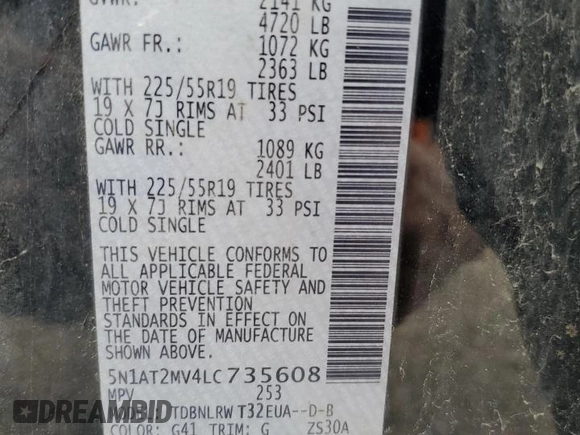 2141 KG
4720 LB
GAWR FR.: 1072 KG
2363 LB
WITH 225/55R19 TIRES
19 X 7J RIMS AT 33 PSI
COLD SINGLE
GAWR RR.: 1089 KG
2401 LB
WITH 225/55R19 TIRES
19 X 7J RIMS AT 33 PSI
COLD SINGLE
THIS VEHICLE CONFORMS TO
ALL APPLICABLE FEDERAL
MOTOR VEHICLE SAFETY AND
THEFT PREVENTION
STANDARDS IN EFFECT ON
THE DATE OF MANUFACTURE
SHOWN ABOVE.
5N1AT2MV4LC735608
MPV 253
TDBNLRW T32EUA--D-B
COLOR: G41 TRIM: G ZS30A